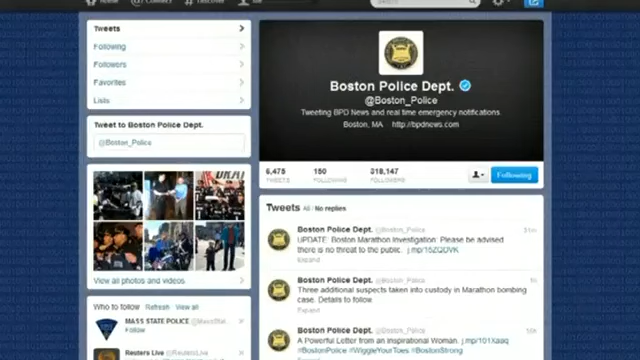 Home
Tweets
Following
Followers
Favorites
Lists
Tweet to Boston Police Dept.
@Boston_Police
View all photos and videos
Who to follow Refresh View all
MASS STATE POLICE
Follow
Reuters Live @ReutersLive
Boston Police Dept.
@Boston_Police
Tweeting BPD News and real time emergency notifications
Boston, MA http://bpdnews.com
6,475 150 318,147
TWEETS FOLLOWING FOLLOWERS
Following
Tweets All No replies
Boston Police Dept. @Boston_Police
UPDATE: Boston Marathon Investigation: Please be advised
there is no threat to the public.
Expand
Boston Police Dept. @Boston_Police
Three additional suspects taken into custody in Marathon bombing
case. Details to follow.
Expand
Boston Police Dept. @Boston_Police
A Powerful Letter from an Inspirational Woman. j.mp/101Xaaq
#BostonPolice #WiggleYourToes #BostonStrong
Expand